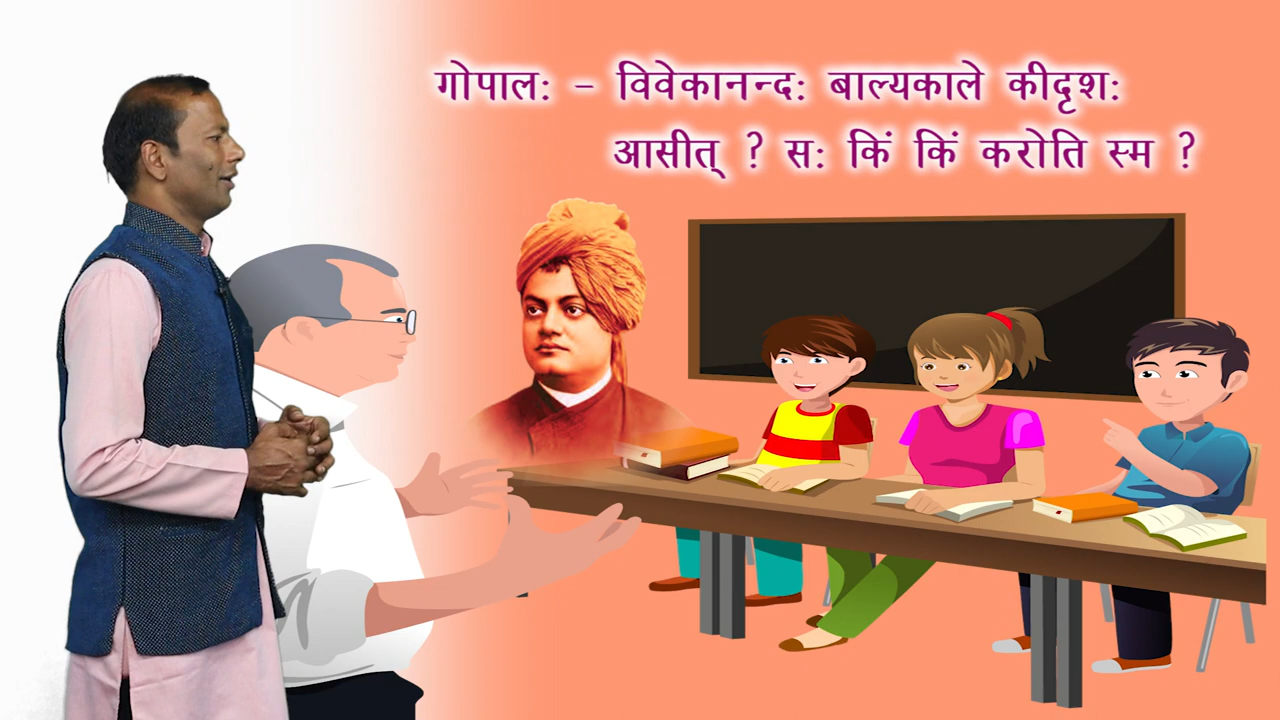 गोपालः - विवेकानन्दः बाल्यकाले कीदृशः
आसीत् ? सः किं किं करोति स्म ?